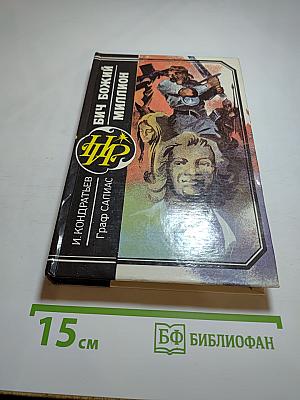 И. КОНДРАТЬЕВ
Граф САЛИАС
БИЧ БОЖИЙ
МИЛЛИОН
15 см
БФ БИБЛИОФАН